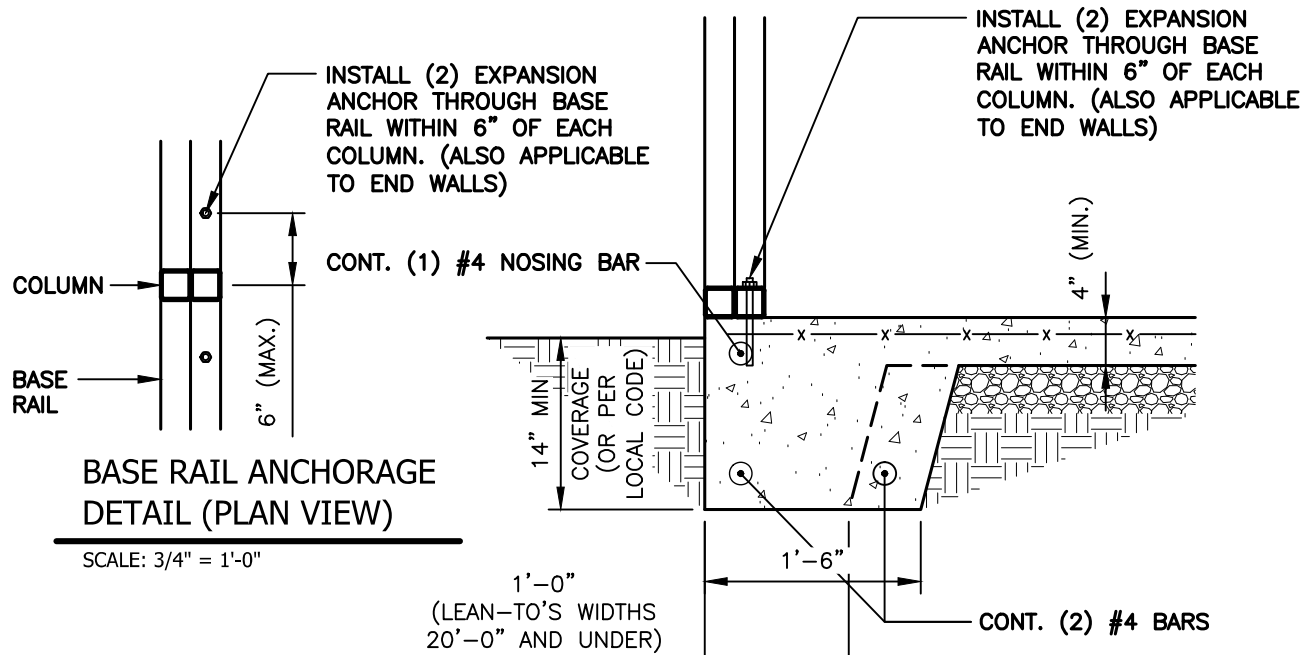 INSTALL (2) EXPANSION
ANCHOR THROUGH BASE
RAIL WITHIN 6” OF EACH
COLUMN. (ALSO APPLICABLE
TO END WALLS)
COLUMN
BASE
RAIL
6” (MAX.)
BASE RAIL ANCHORAGE
DETAIL (PLAN VIEW)
SCALE: 3/4" = 1'-0"
INSTALL (2) EXPANSION
ANCHOR THROUGH BASE
RAIL WITHIN 6” OF EACH
COLUMN. (ALSO APPLICABLE
TO END WALLS)
CONT. (1) #4 NOSING BAR
4” (MIN.)
X X X X X
14” MIN
COVERAGE
(OR PER
LOCAL CODE)
1’-6”
1’-0”
(LEAN-TO’S WIDTHS
20’-0” AND UNDER)
CONT. (2) #4 BARS